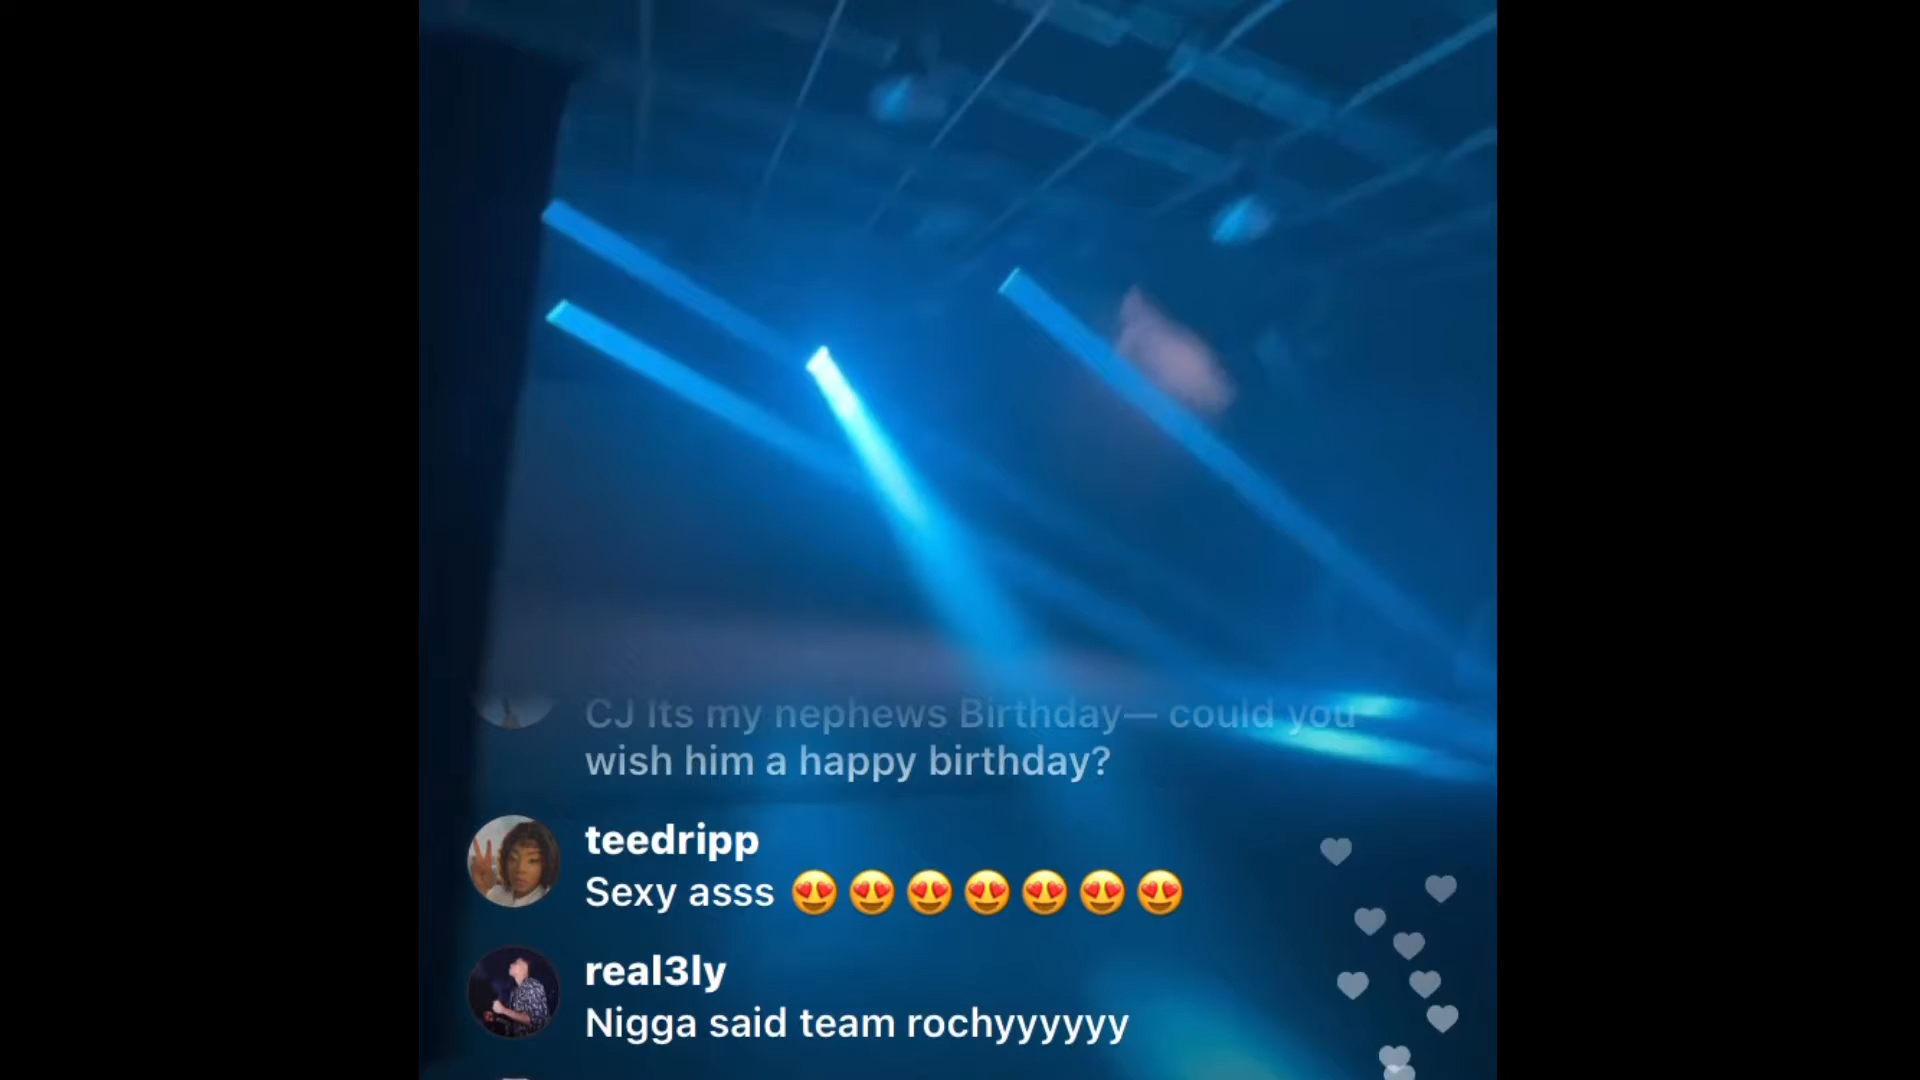 CJ Its my nephews Birthday— could you
wish him a happy birthday?
teedripp
Sexy asss 😍😍😍😍😍😍😍
real3ly
Nigga said team rochyyyyyy